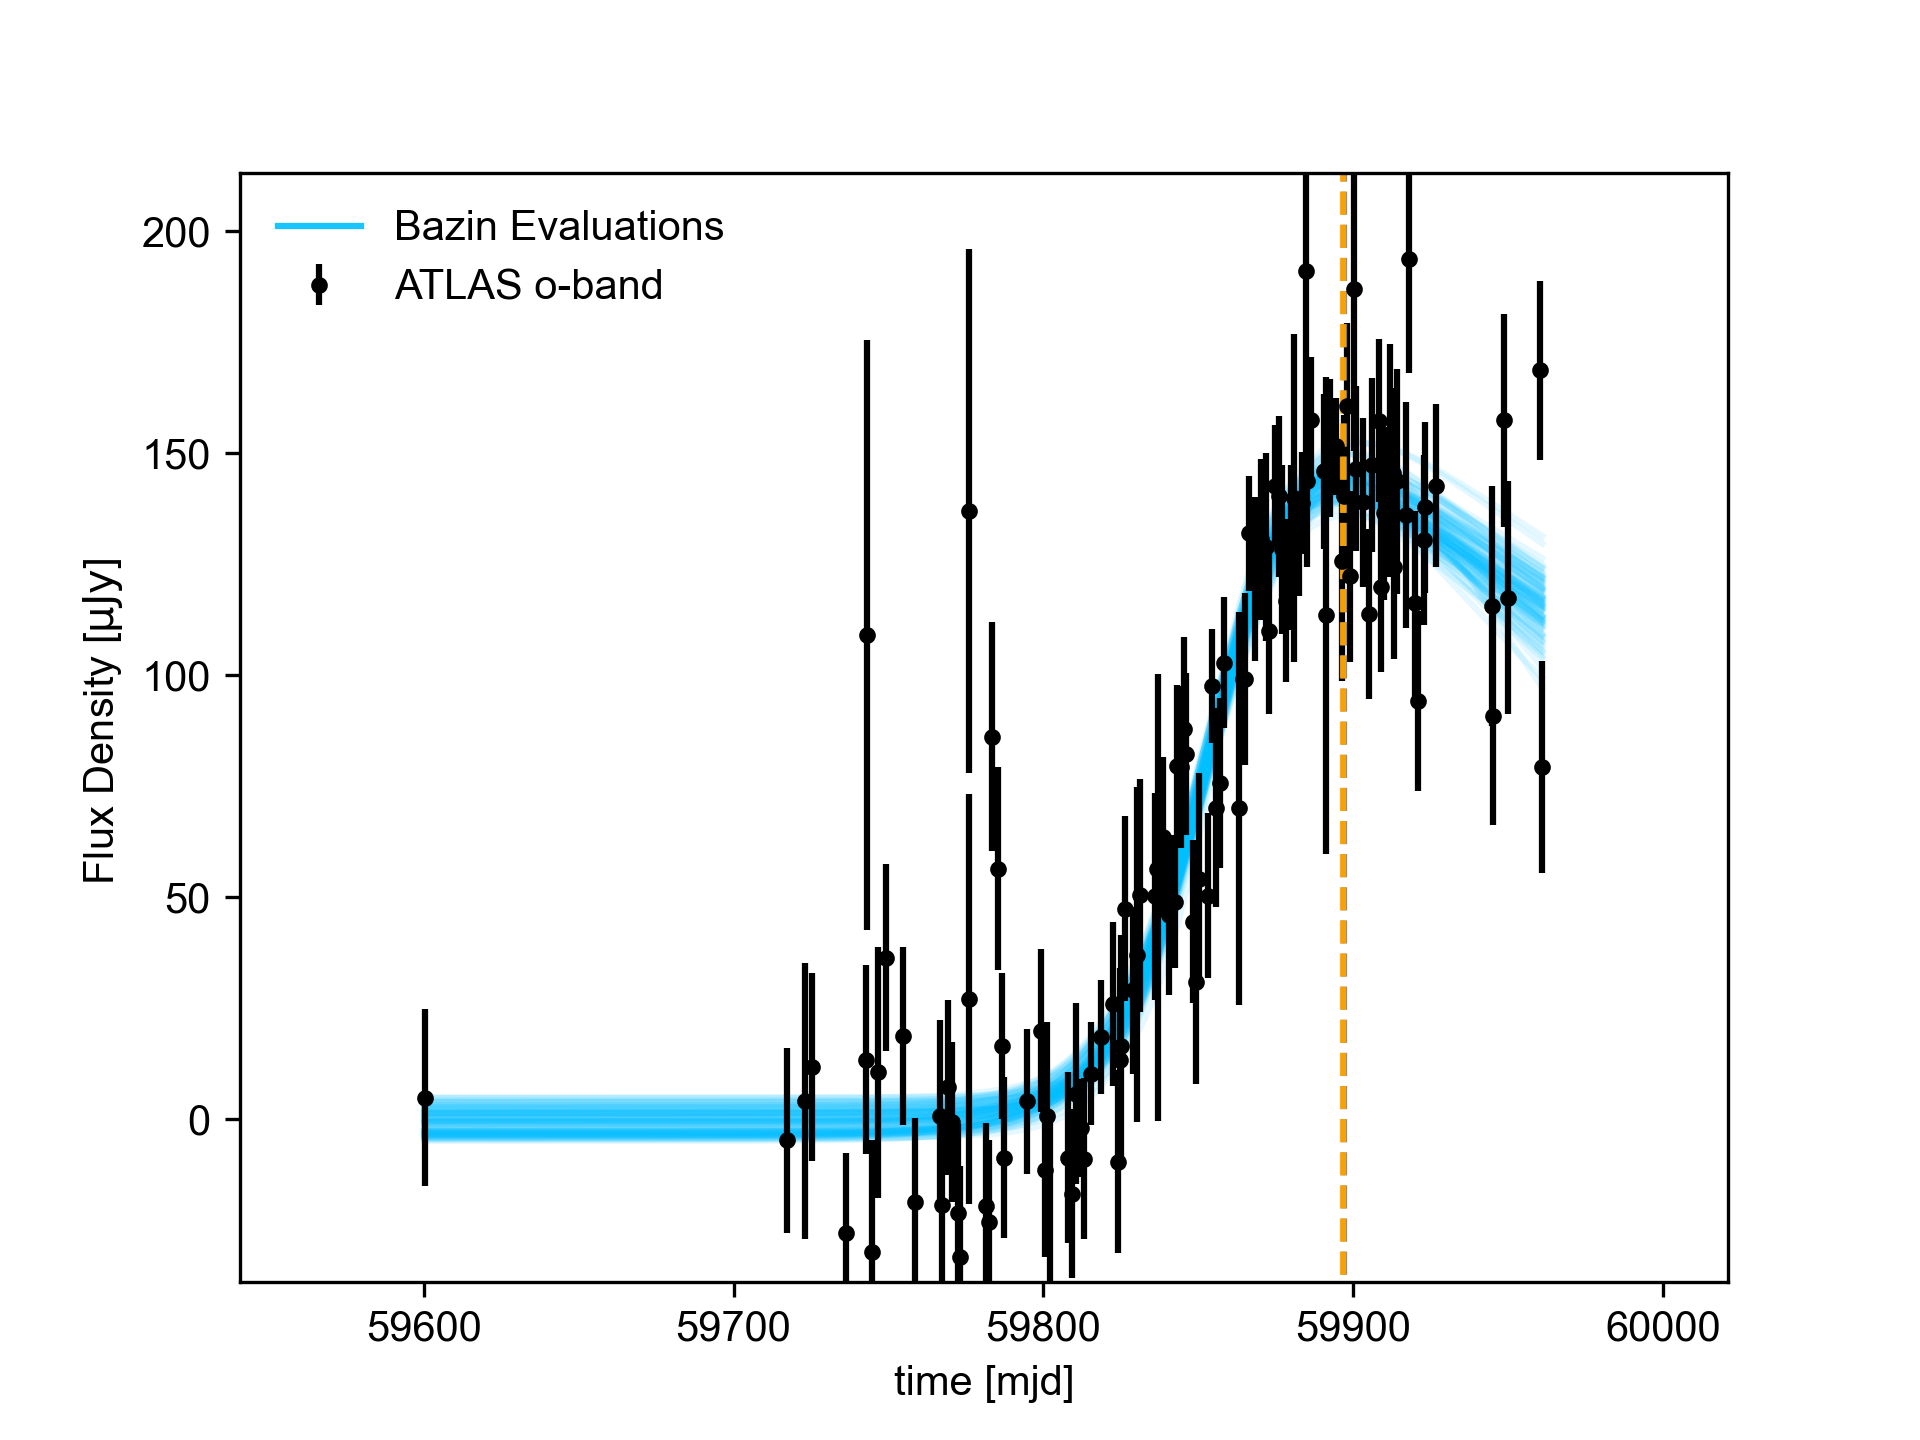 Bazin Evaluations
ATLAS o-band
Flux Density [µJy]
200
150
100
50
0
59600 59700 59800 59900 60000
time [mjd]